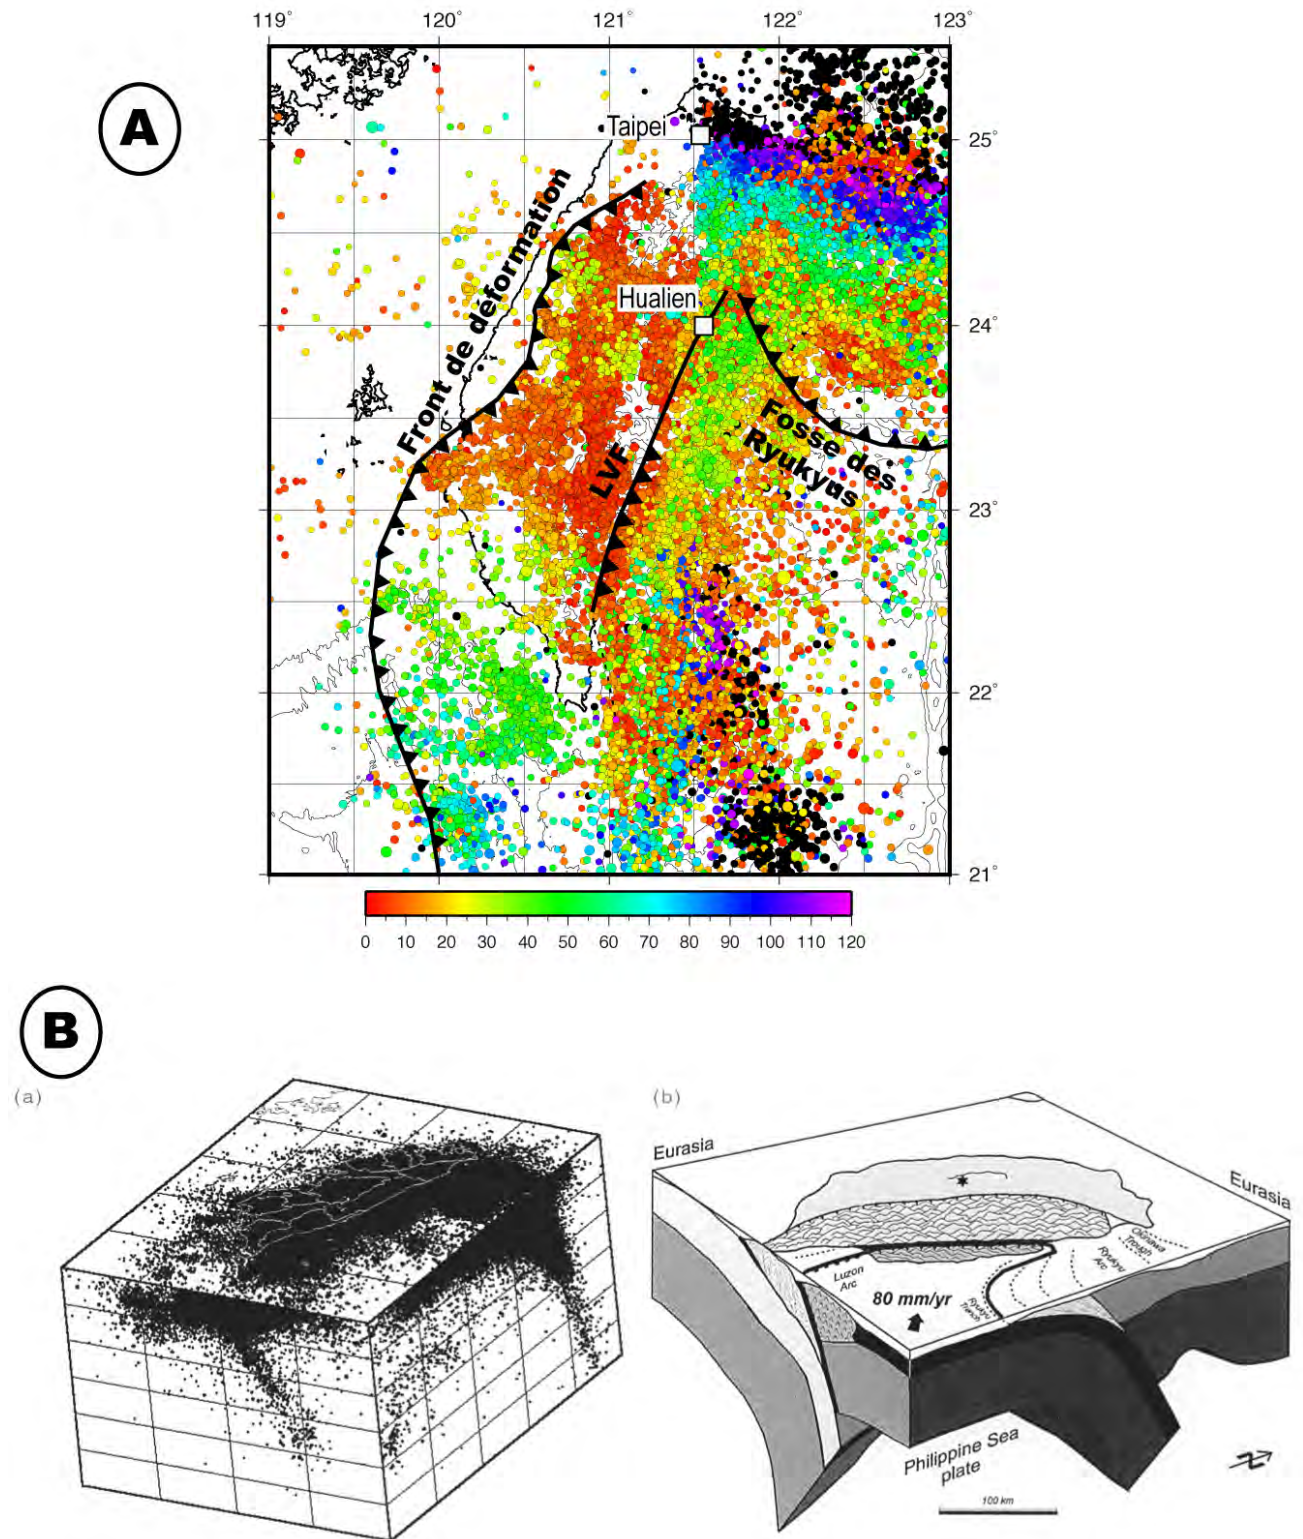 119° 120° 121° 122° 123°
A
Taipei
25°
Front de déformation
Hualien
24°
LVF
Fosse des
Ryukyus
23°
22°
21°
0 10 20 30 40 50 60 70 80 90 100 110 120
B
(a)
(b)
Eurasia
Eurasia
Okinawa
Trough
Ryukyu
Arc
Luzon
Arc
80 mm/yr
Ryukyu
Trench
Philippine Sea
plate
N
100 km